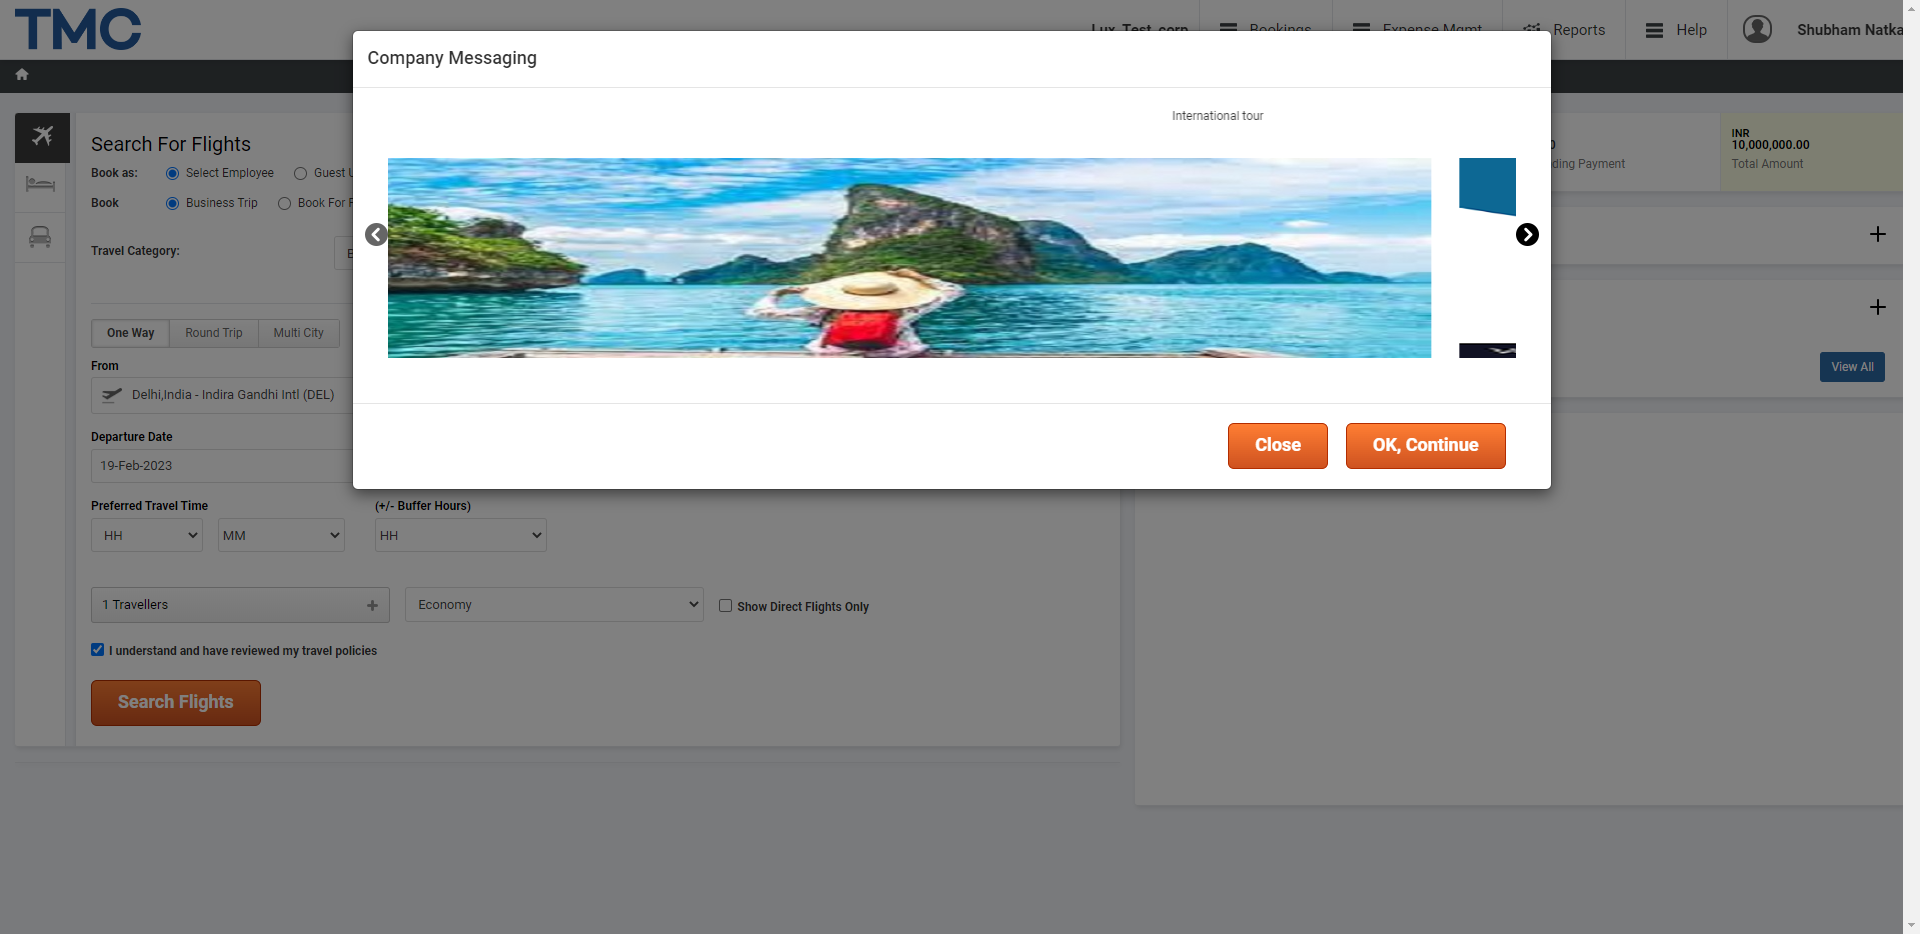 TMC
Lux_Test_corp
Bookings
Expense Mgmt
Reports
Help
Shubham Natka
Company Messaging
International tour
Close
OK, Continue
Search For Flights
Book as:
Select Employee
Guest U
Book
Business Trip
Book For P
Travel Category:
One Way
Round Trip
Multi City
From
Delhi,India - Indira Gandhi Intl (DEL)
Departure Date
19-Feb-2023
Preferred Travel Time
(+/- Buffer Hours)
HH
MM
HH
1 Travellers
Economy
Show Direct Flights Only
I understand and have reviewed my travel policies
Search Flights
ding Payment
INR
10,000,000.00
Total Amount
View All